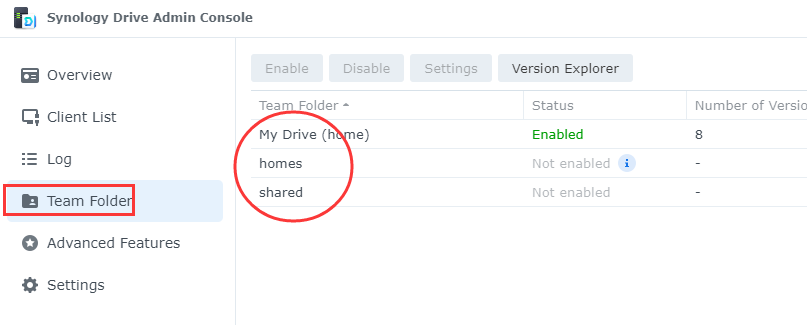 Synology Drive Admin Console
Overview
Client List
Log
Team Folder
Advanced Features
Settings
Enable Disable Settings Version Explorer
Team Folder Status Number of Versio
My Drive (home) Enabled 8
homes Not enabled i -
shared Not enabled -